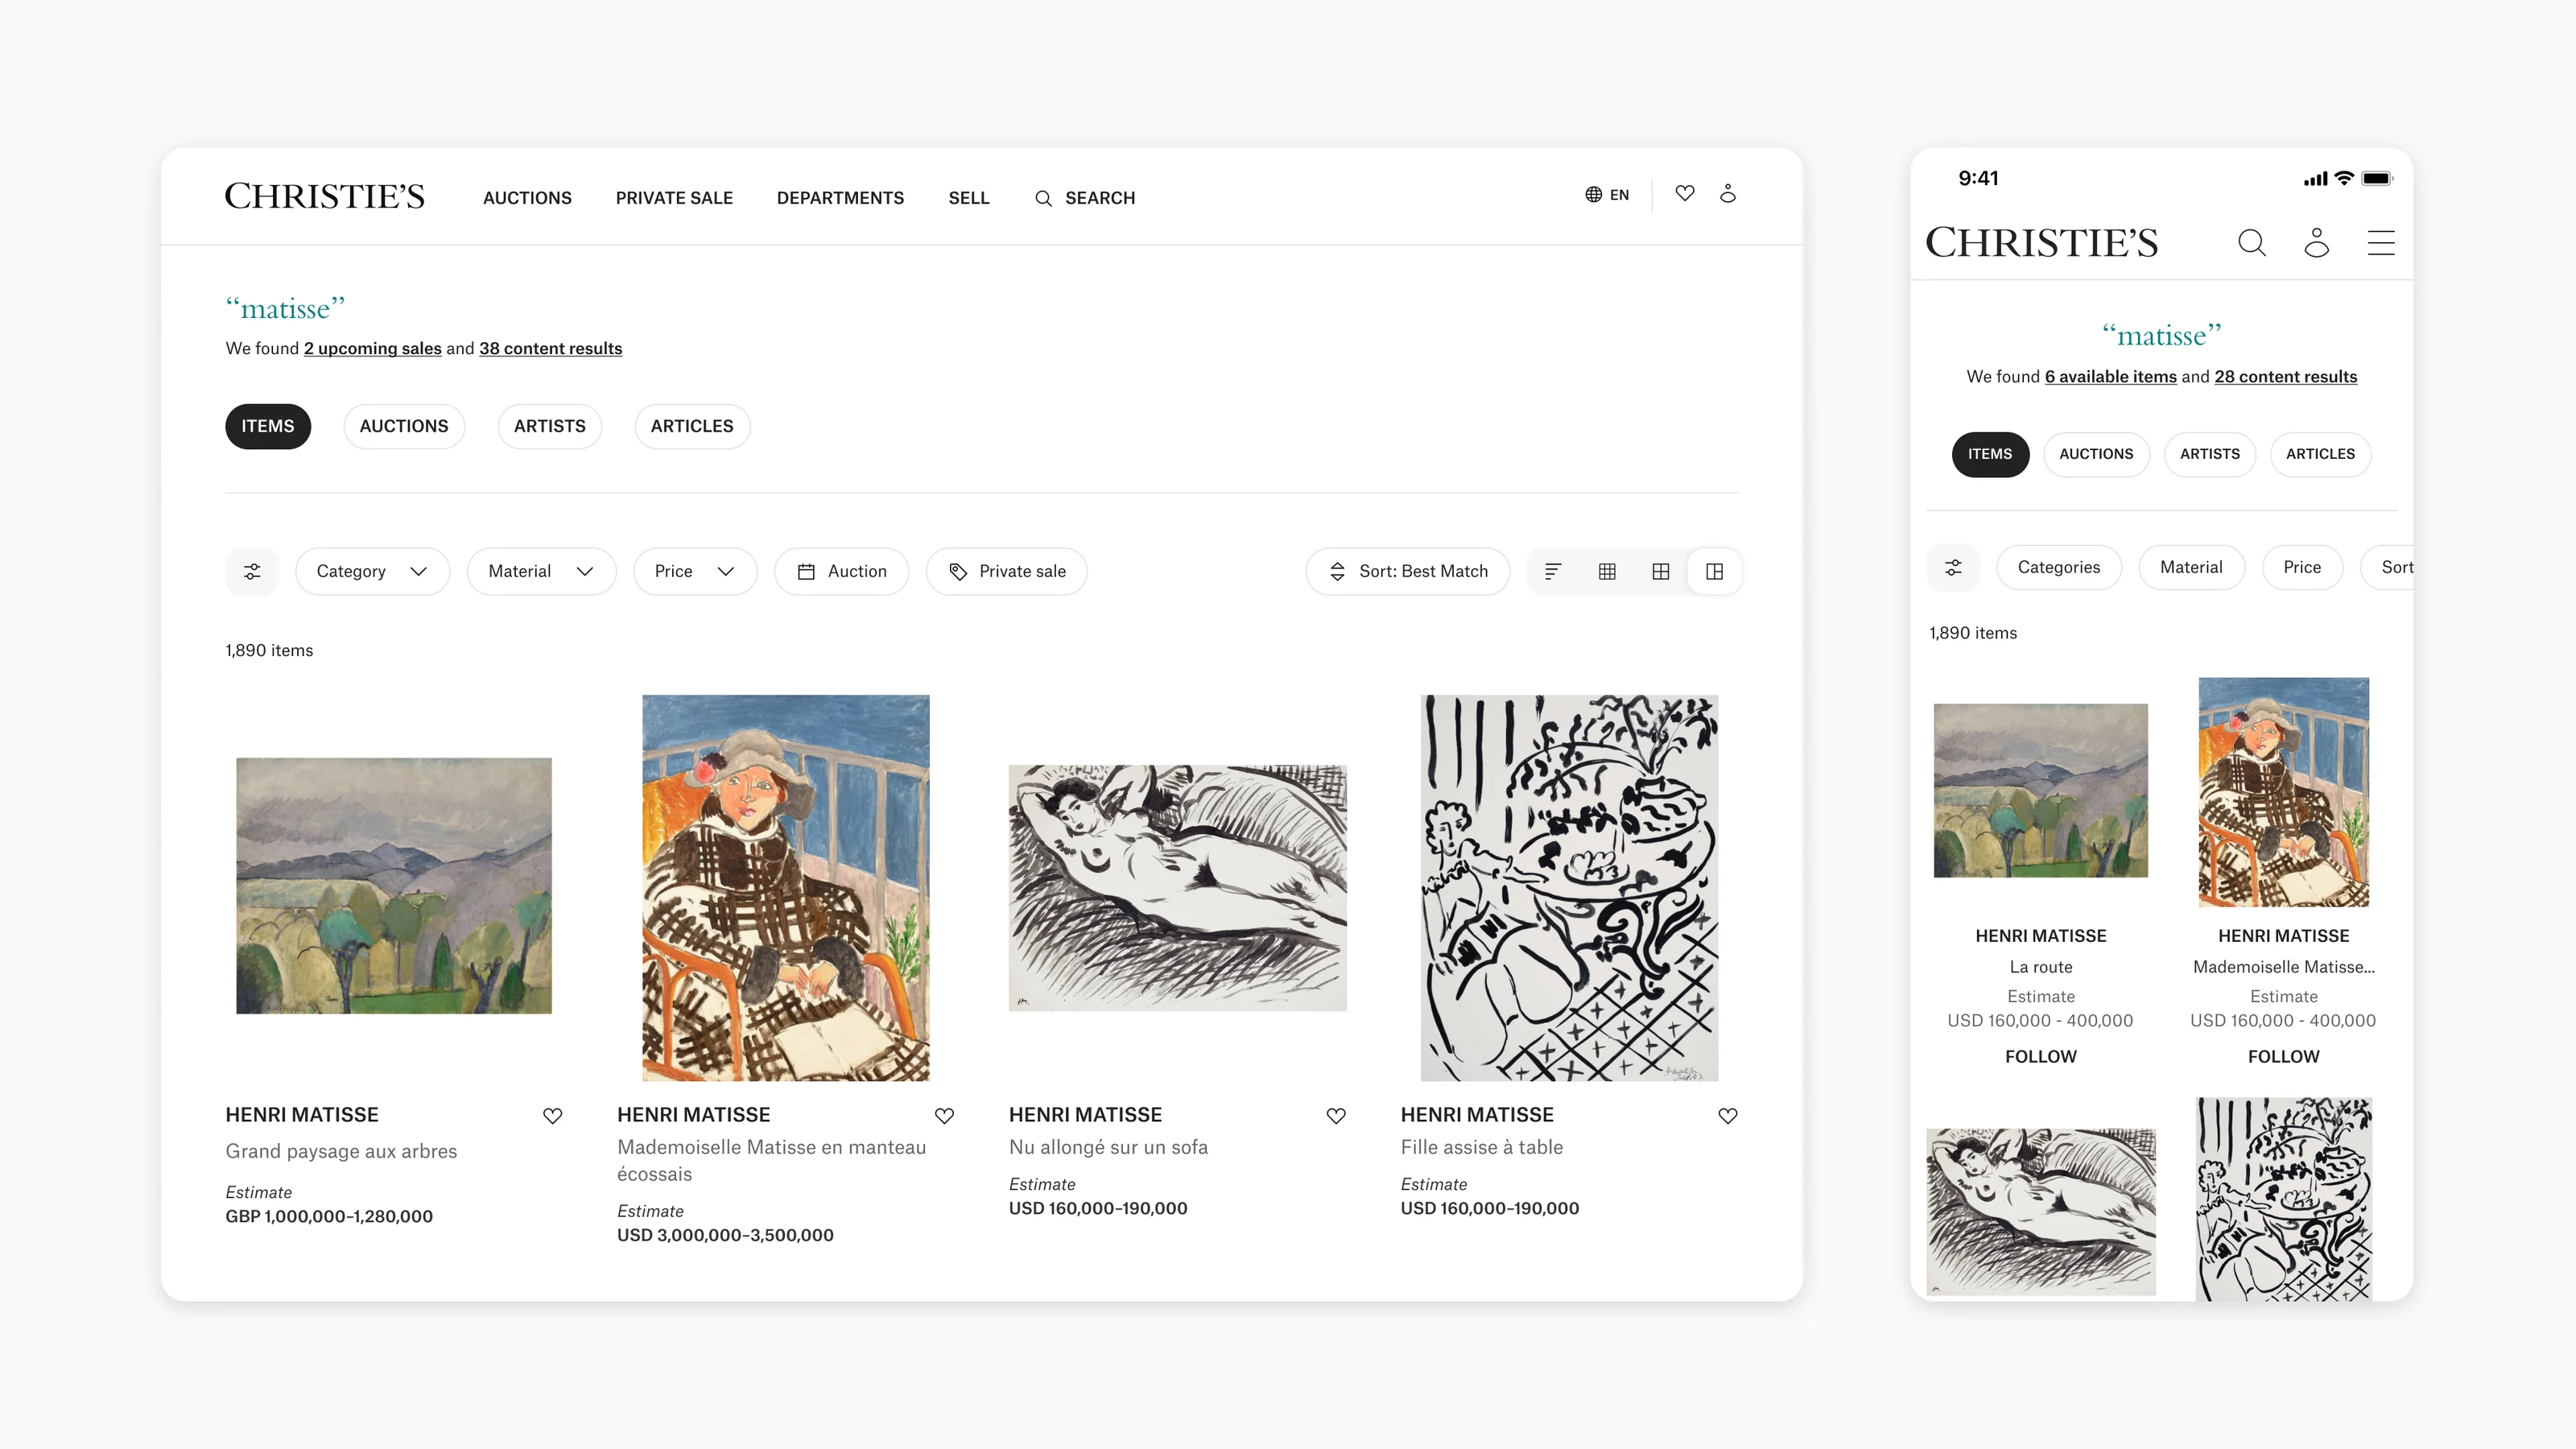 CHRISTIE'S AUCTIONS PRIVATE SALE DEPARTMENTS SELL SEARCH EN
“matisse”
We found 2 upcoming sales and 38 content results
ITEMS AUCTIONS ARTISTS ARTICLES
Category Material Price Auction Private sale Sort: Best Match
1,890 items
HENRI MATISSE
Grand paysage aux arbres
Estimate
GBP 1,000,000–1,280,000
HENRI MATISSE
Mademoiselle Matisse en manteau
écossais
Estimate
USD 3,000,000–3,500,000
HENRI MATISSE
Nu allongé sur un sofa
Estimate
USD 160,000–190,000
HENRI MATISSE
Fille assise à table
Estimate
USD 160,000–190,000
9:41
CHRISTIE'S
“matisse”
We found 6 available items and 28 content results
ITEMS AUCTIONS ARTISTS ARTICLES
Categories Material Price Sort
1,890 items
HENRI MATISSE
La route
Estimate
USD 160,000 - 400,000
FOLLOW
HENRI MATISSE
Mademoiselle Matisse...
Estimate
USD 160,000 - 400,000
FOLLOW